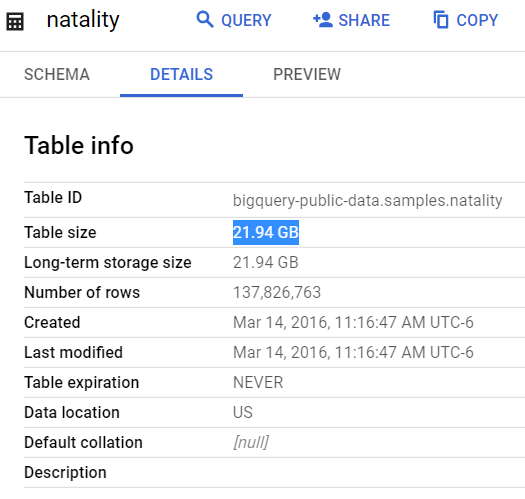 natality QUERY SHARE COPY
SCHEMA DETAILS PREVIEW
Table info
Table ID bigquery-public-data.samples.natality
Table size 21.94 GB
Long-term storage size 21.94 GB
Number of rows 137,826,763
Created Mar 14, 2016, 11:16:47 AM UTC-6
Last modified Mar 14, 2016, 11:16:47 AM UTC-6
Table expiration NEVER
Data location US
Default collation [null]
Description